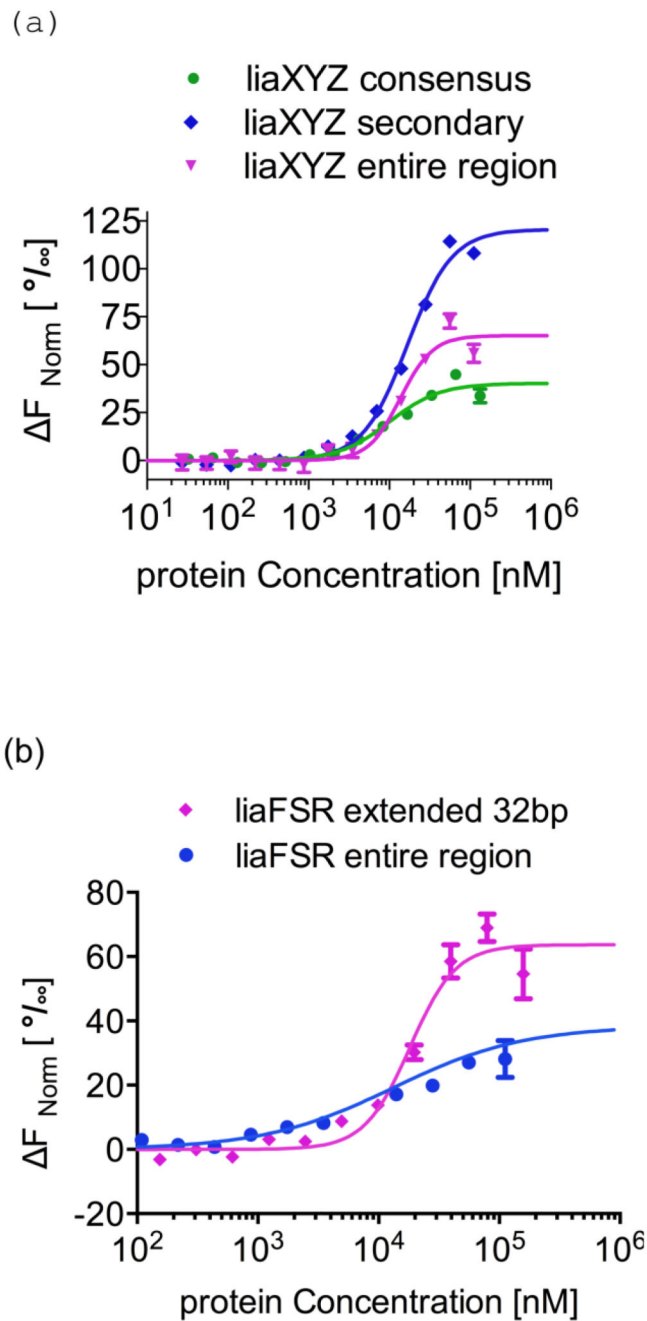 (a)
liaXYZ consensus
liaXYZ secondary
liaXYZ entire region
125
100
75
50
25
0
ΔF Norm [ °/₀₀]
10¹ 10² 10³ 10⁴ 10⁵ 10⁶
protein Concentration [nM]
(b)
liaFSR extended 32bp
liaFSR entire region
80
60
40
20
0
-20
ΔF Norm [ °/₀₀]
10² 10³ 10⁴ 10⁵ 10⁶
protein Concentration [nM]